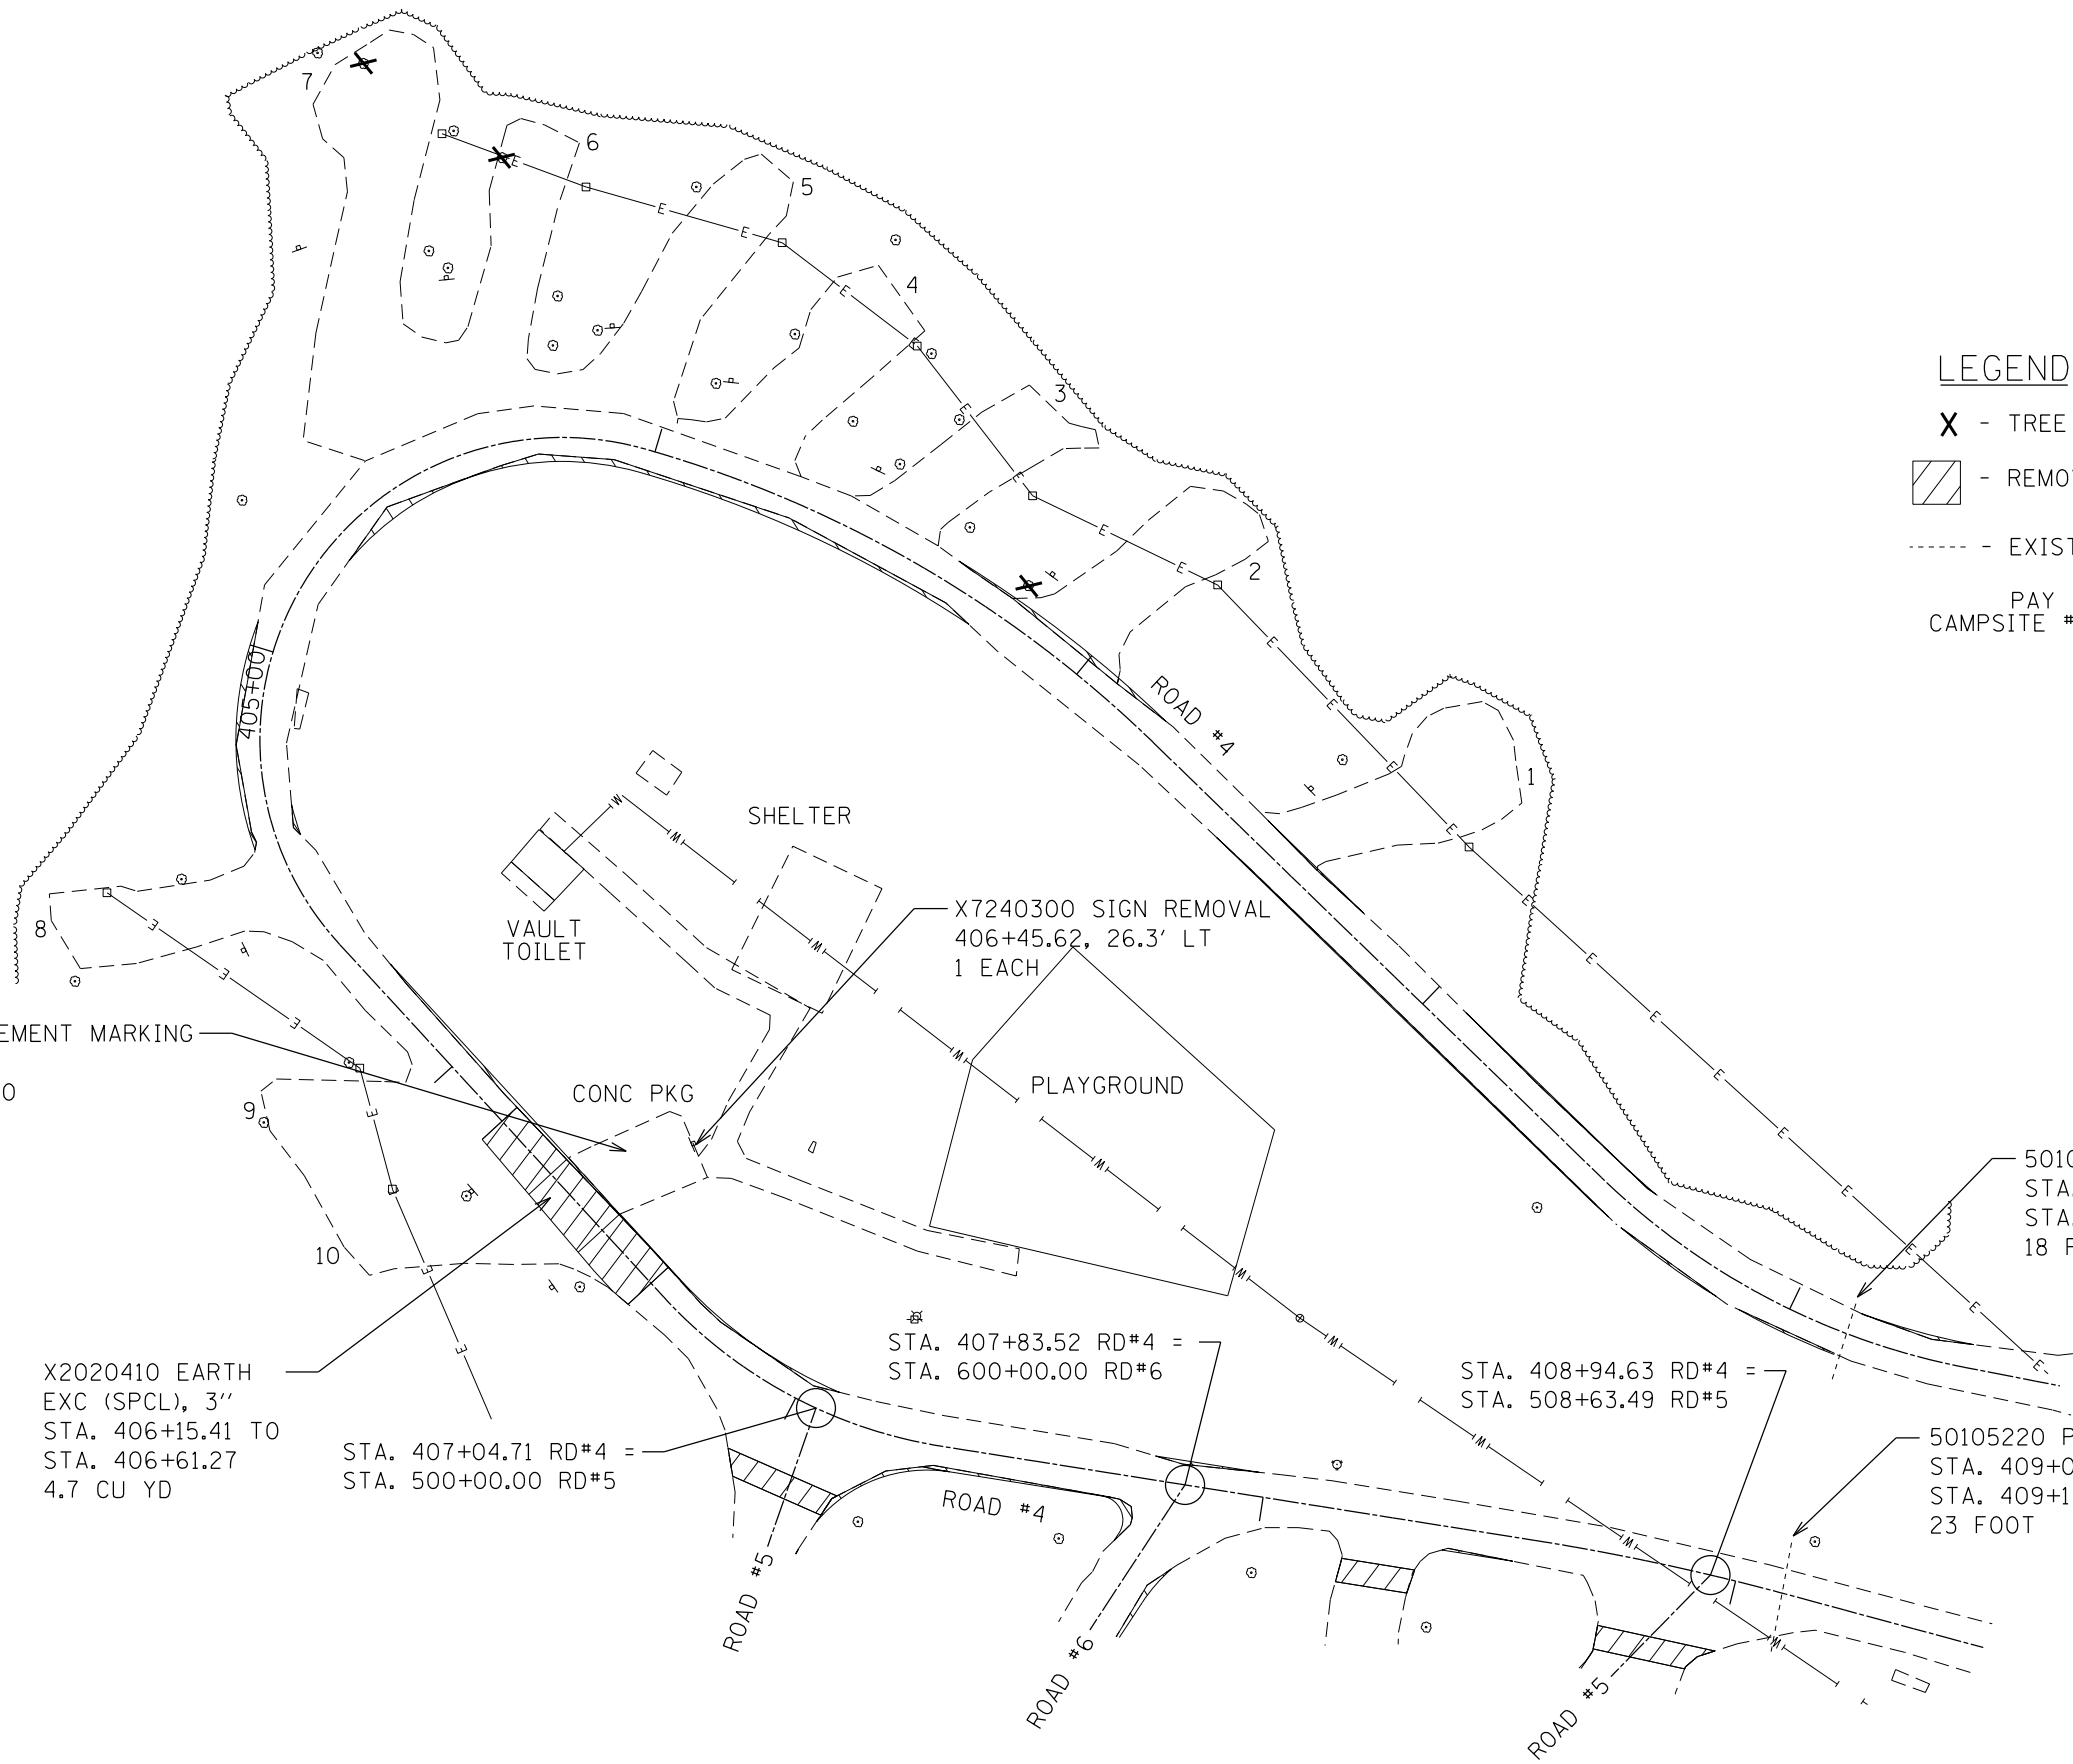 7
6
5
4
3
2
1
LEGEND
X - TREE
- REMO
- EXIST
PAY
CAMPSITE #
405+00
ROAD #4
SHELTER
VAULT
TOILET
X7240300 SIGN REMOVAL
406+45.62, 26.3' LT
1 EACH
8
EMENT MARKING
0
CONC PKG
PLAYGROUND
9
10
5010
STA.
STA.
18 F
X2020410 EARTH
EXC (SPCL), 3''
STA. 406+15.41 TO
STA. 406+61.27
4.7 CU YD
STA. 407+04.71 RD#4 =
STA. 500+00.00 RD#5
STA. 407+83.52 RD#4 =
STA. 600+00.00 RD#6
STA. 408+94.63 RD#4 =
STA. 508+63.49 RD#5
50105220 P
STA. 409+0
STA. 409+1
23 FOOT
ROAD #4
ROAD #5
ROAD #6
ROAD #5